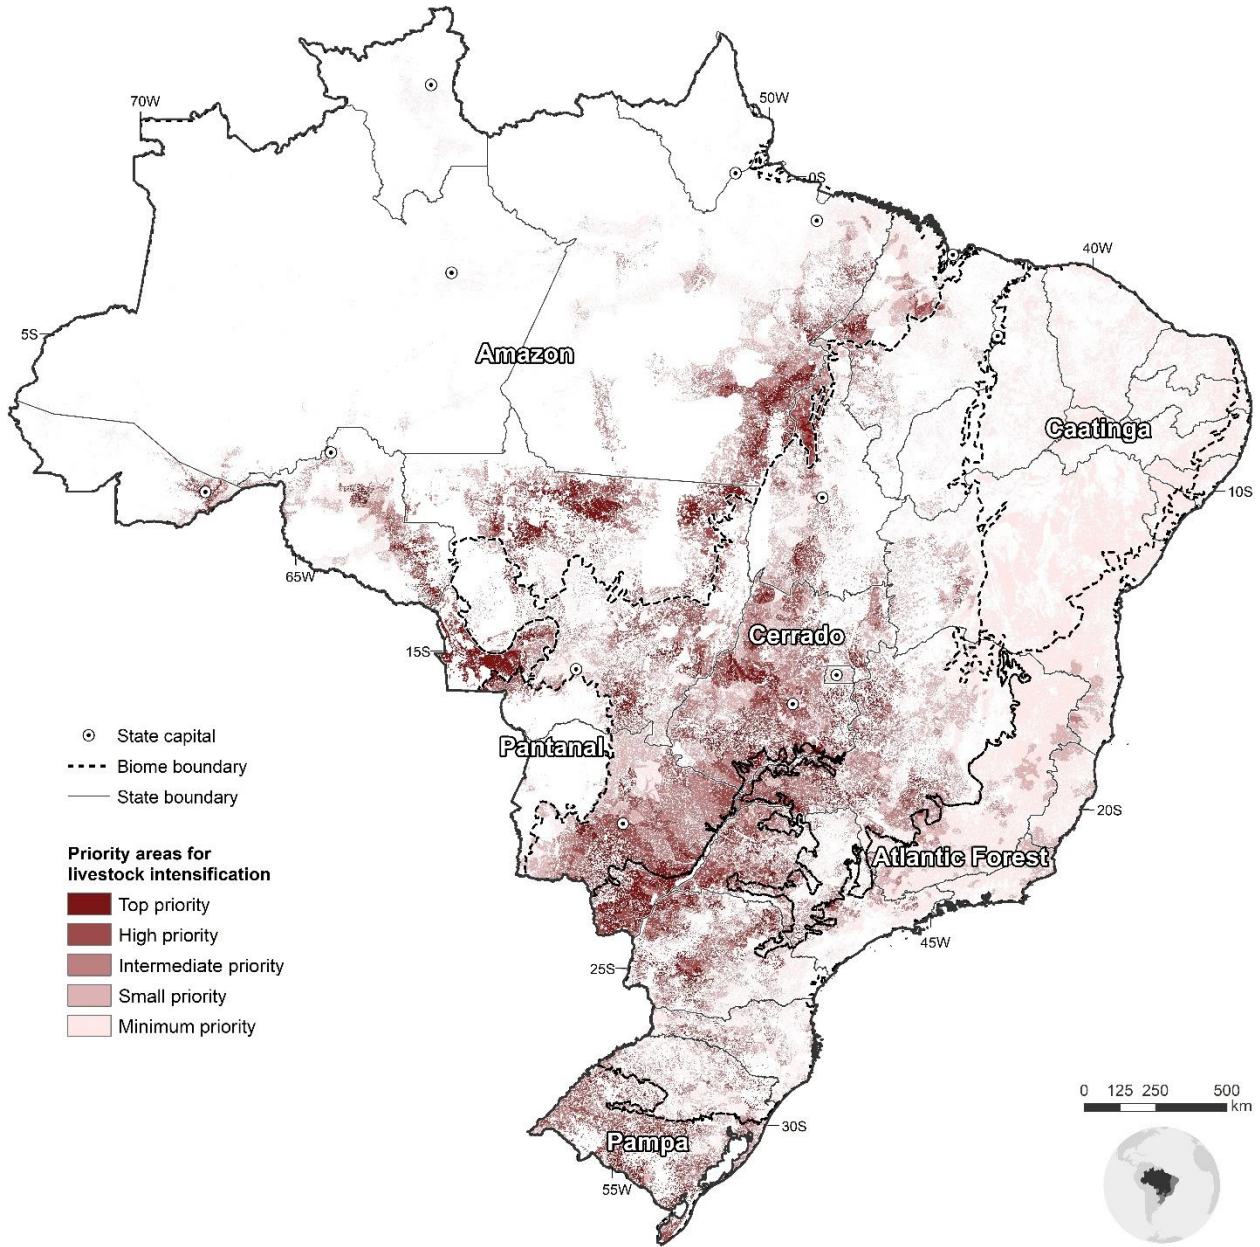 70W
50W
0S
40W
5S
Amazon
Caatinga
10S
65W
Cerrado
15S
Pantanal
State capital
Biome boundary
State boundary
20S
Priority areas for
livestock intensification
Atlantic Forest
Top priority
High priority
45W
Intermediate priority
25S
Small priority
Minimum priority
0 125 250 500
km
30S
Pampa
55W